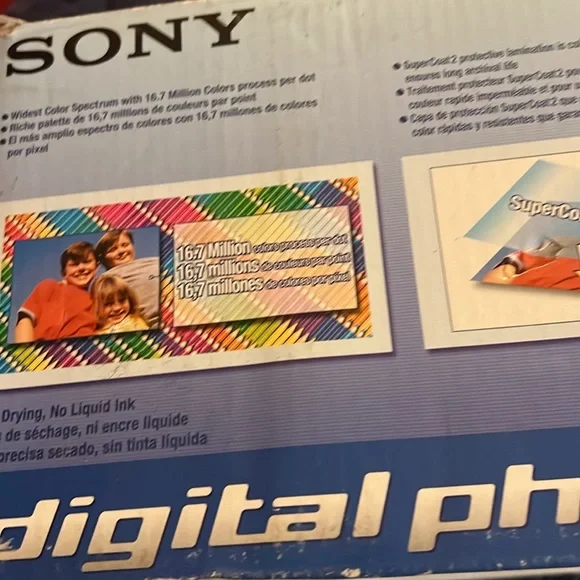 SONY
• Widest Color Spectrum with 16.7 Million Colors process per dot
• Riche palette de 16,7 millions de couleurs par point
• El más amplio espectro de colores con 16,7 millones de colores
por pixel
• SuperCoat2 protective lamination is
ensures long archival life
• Traitement protecteur SuperCoat2
couleur rapide imperméable et pour
• Capa de protección SuperCoat2 que
color rápidas y resistentes que
16.7 Million colors process per dot
16,7 millions de couleurs par point
16,7 millones de colores por pixel
SuperCo
Drying, No Liquid Ink
de séchage, ni encre liquide
precisa secado, sin tinta líquida
digital ph